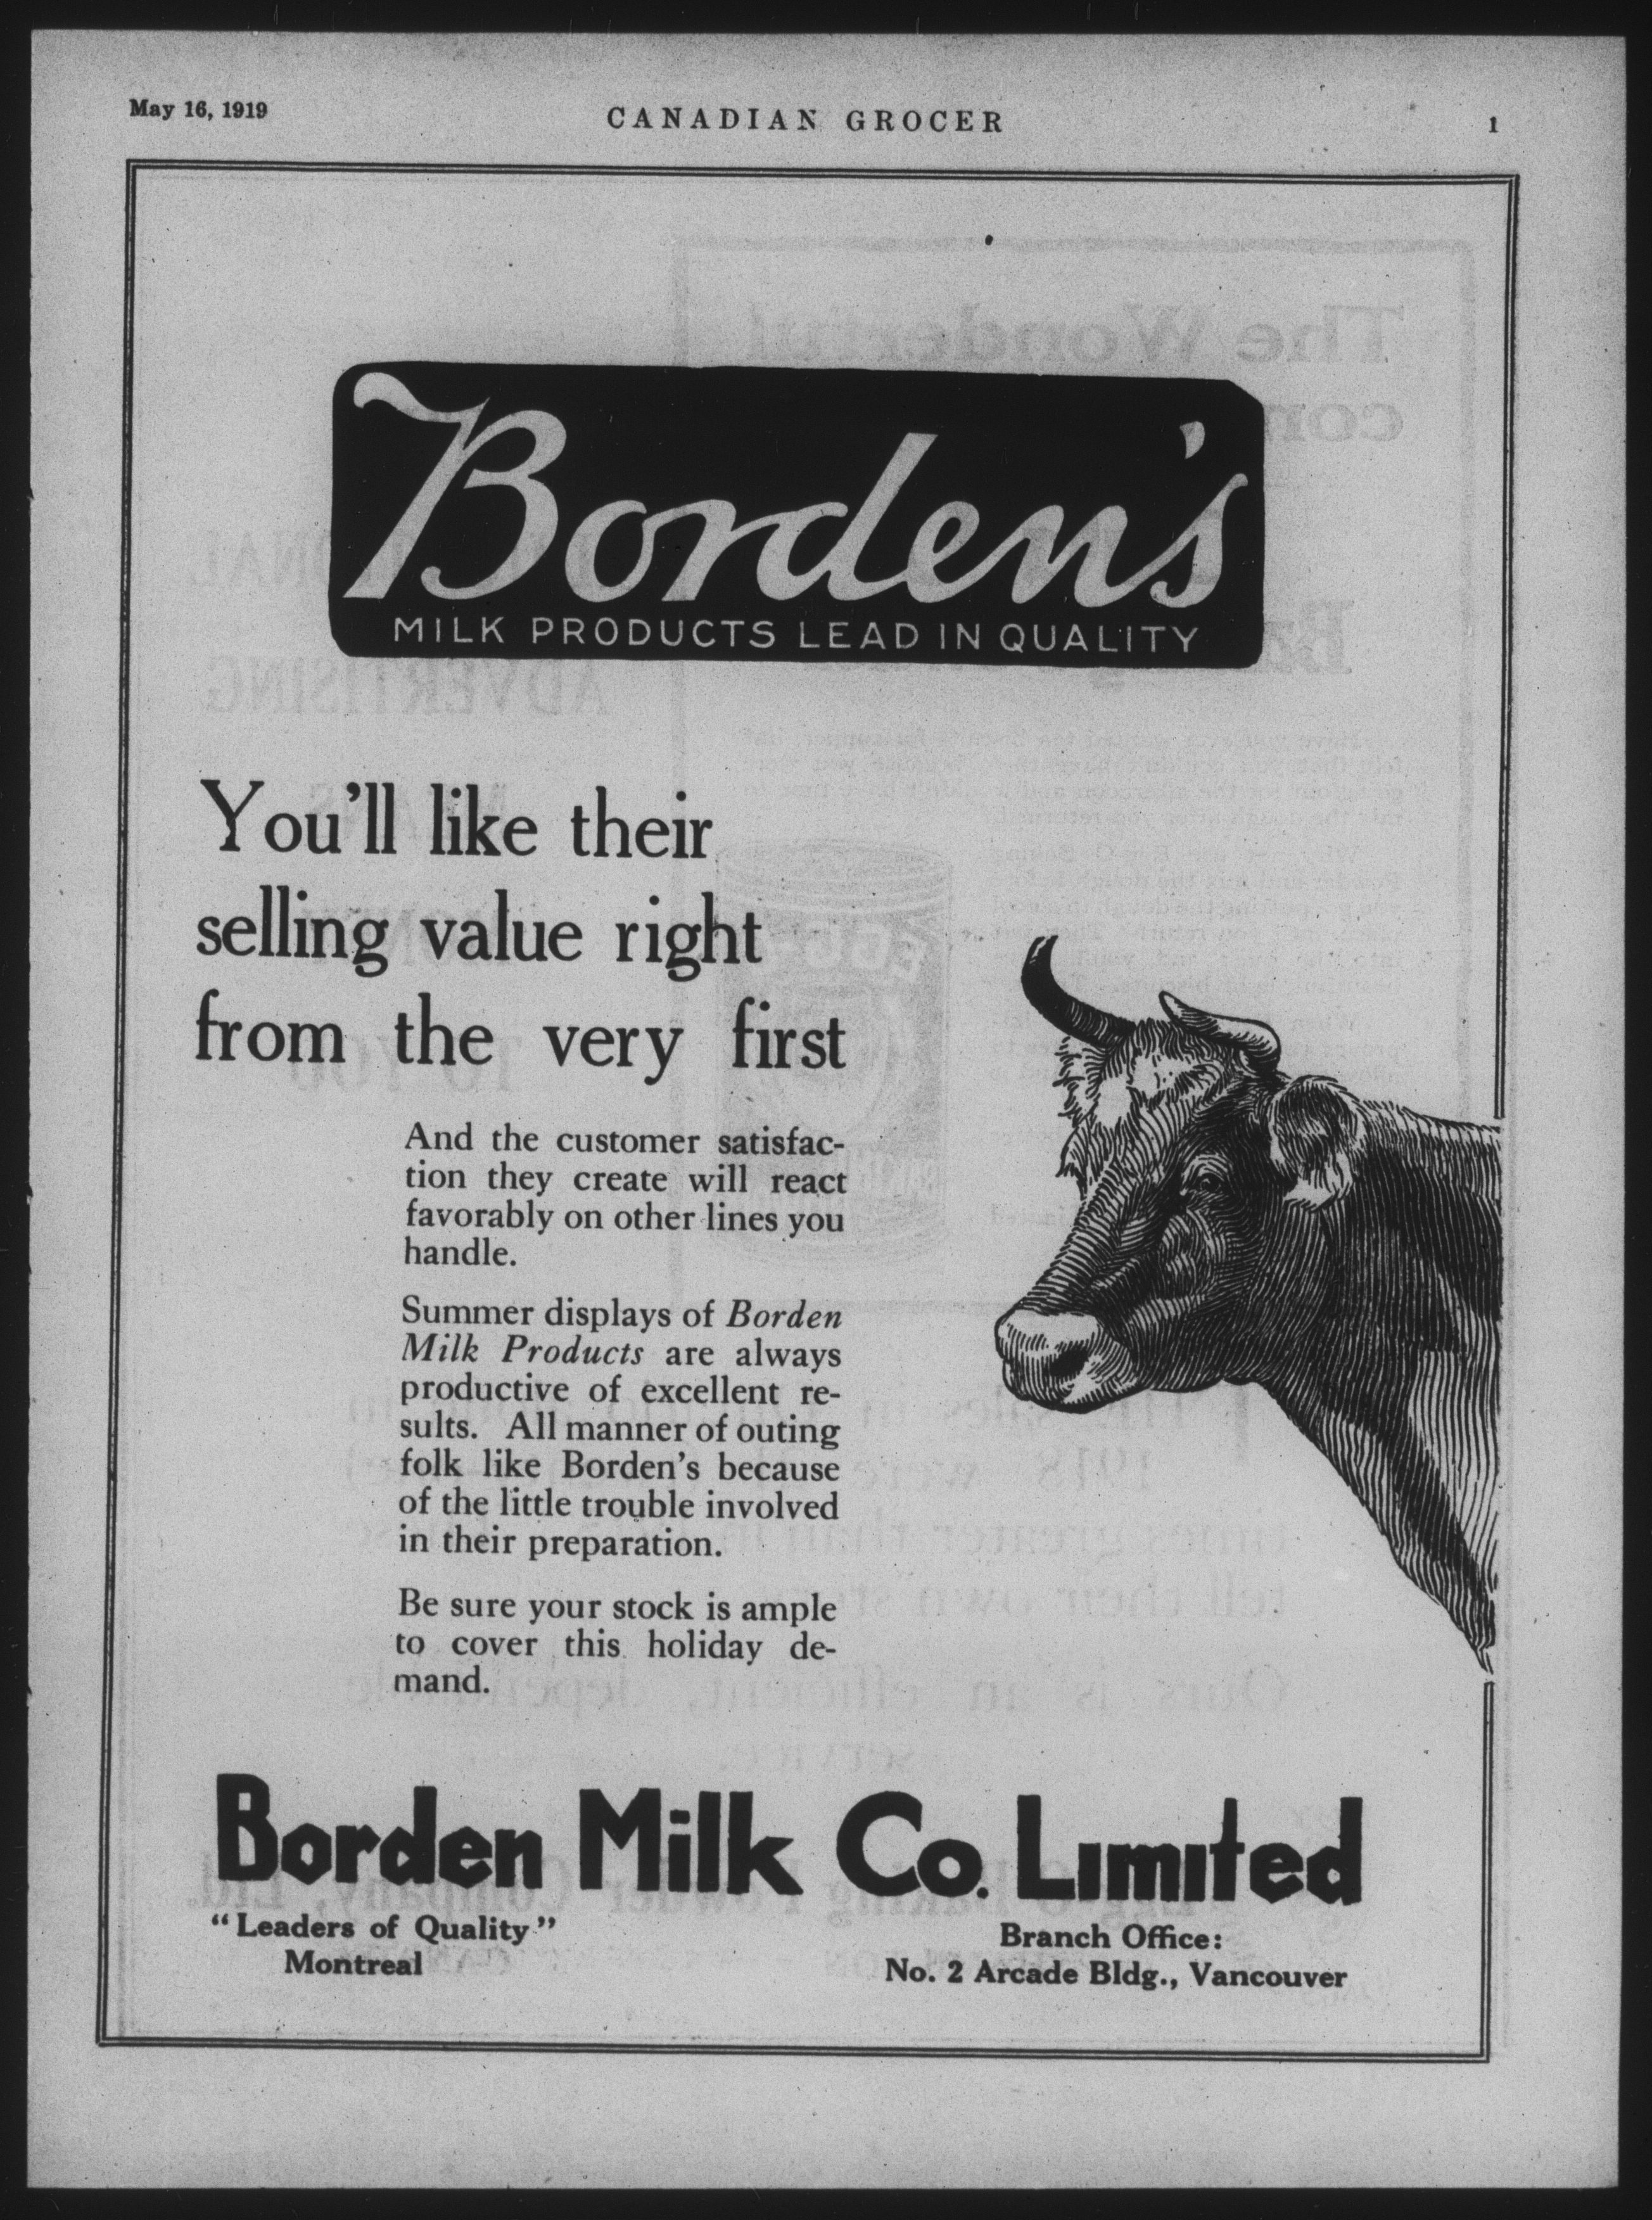 May 16, 1919
CANADIAN GROCER
1
Borden's
MILK PRODUCTS LEAD IN QUALITY
You'll like their
selling value right
from the very first
And the customer satisfac-
tion they create will react
favorably on other lines you
handle.
Summer displays of Borden
Milk Products are always
productive of excellent re-
sults. All manner of outing
folk like Borden's because
of the little trouble involved
in their preparation.
Be sure your stock is ample
to cover this holiday de-
mand.
Borden Milk Co. Limited
"Leaders of Quality"
Montreal
Branch Office:
No. 2 Arcade Bldg., Vancouver